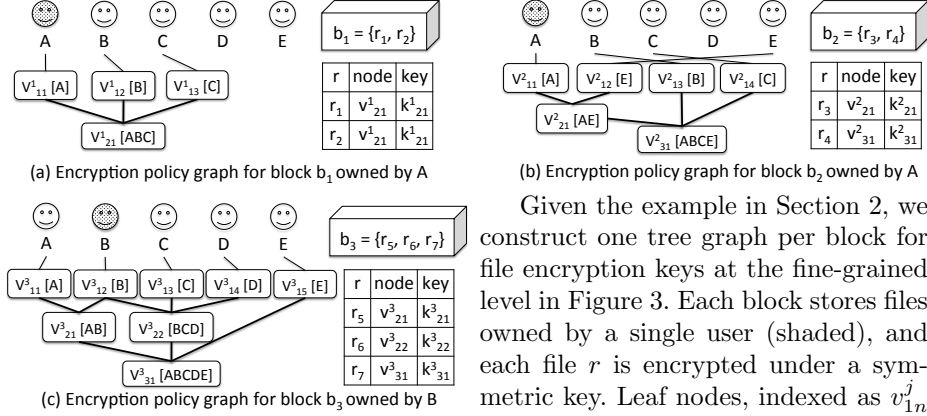 A B C D E
b1 = {r1, r2}
V¹11 [A] V¹12 [B] V¹13 [C]
V¹21 [ABC]
r node key
r1 v¹21 k¹21
r2 v¹21 k¹21
(a) Encryption policy graph for block b1 owned by A
A B C D E
b2 = {r3, r4}
V²11 [A] V²12 [E] V²13 [B] V²14 [C]
V²21 [AE]
V²31 [ABCE]
r node key
r3 v²21 k²21
r4 v²31 k²31
(b) Encryption policy graph for block b2 owned by A
A B C D E
b3 = {r5, r6, r7}
V³11 [A] V³12 [B] V³13 [C] V³14 [D] V³15 [E]
V³21 [AB] V³22 [BCD]
V³31 [ABCDE]
r node key
r5 v³21 k³21
r6 v³22 k³22
r7 v³31 k³31
(c) Encryption policy graph for block b3 owned by B
Given the example in Section 2, we
construct one tree graph per block for
file encryption keys at the fine-grained
level in Figure 3. Each block stores files
owned by a single user (shaded), and
each file r is encrypted under a sym-
metric key. Leaf nodes, indexed as v^j_1n